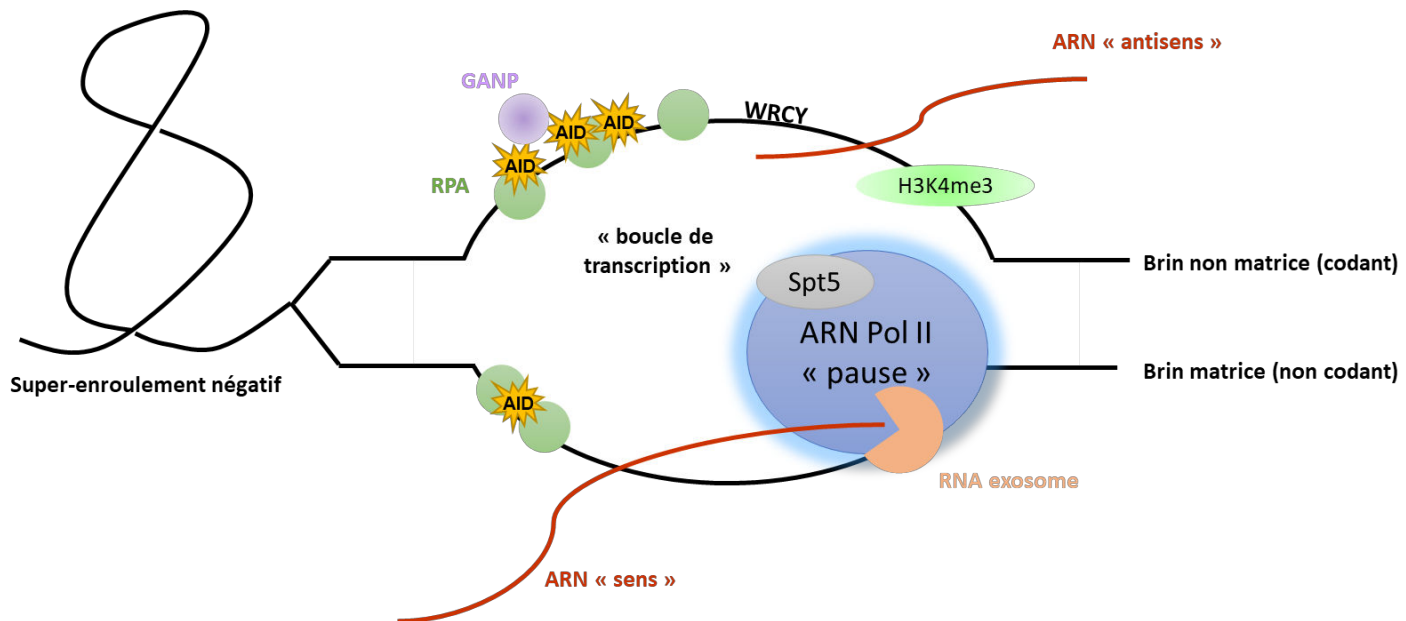 ARN « antisens »
GANP
AID
AID
AID
WRCY
RPA
H3K4me3
« boucle de
transcription »
Brin non matrice (codant)
Spt5
ARN Pol II
« pause »
Brin matrice (non codant)
Super-enroulement négatif
AID
RNA exosome
ARN « sens »